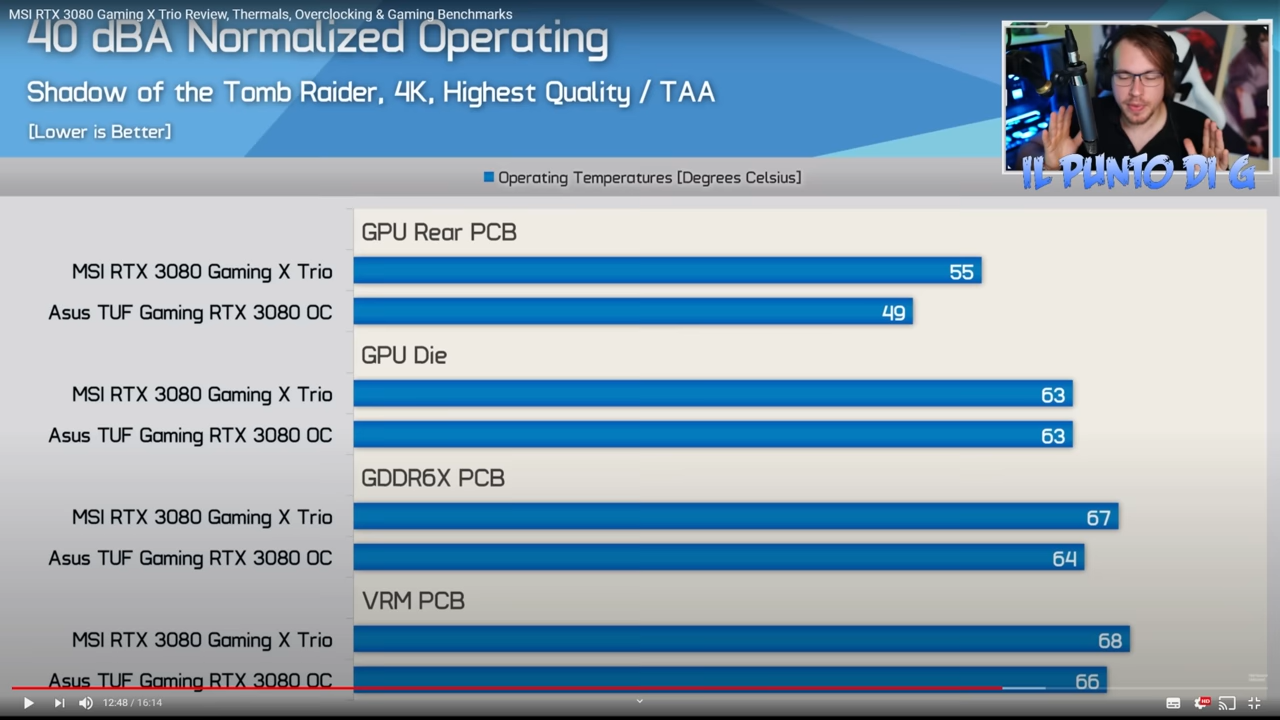 MSI RTX 3080 Gaming X Trio Review, Thermals, Overclocking & Gaming Benchmarks
40 dBA Normalized Operating
Shadow of the Tomb Raider, 4K, Highest Quality / TAA
[Lower is Better]
IL PUNTO DI G
Operating Temperatures [Degrees Celsius]
GPU Rear PCB
MSI RTX 3080 Gaming X Trio 55
Asus TUF Gaming RTX 3080 OC 49
GPU Die
MSI RTX 3080 Gaming X Trio 63
Asus TUF Gaming RTX 3080 OC 63
GDDR6X PCB
MSI RTX 3080 Gaming X Trio 67
Asus TUF Gaming RTX 3080 OC 64
VRM PCB
MSI RTX 3080 Gaming X Trio 68
Asus TUF Gaming RTX 3080 OC 66
12:48 / 16:14
HD